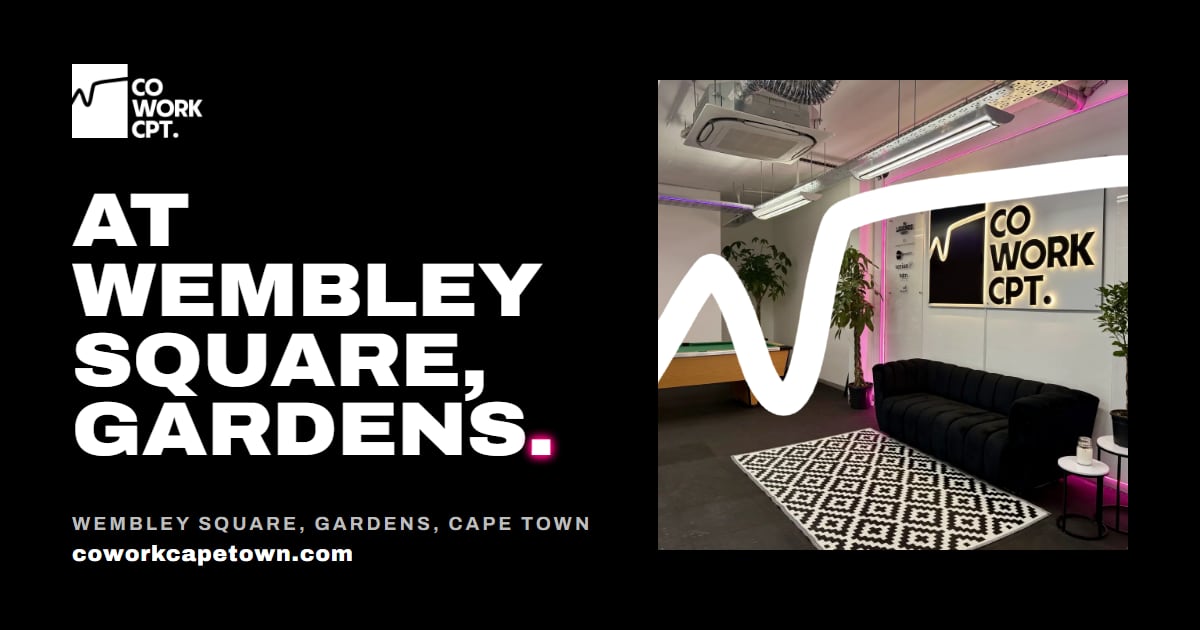 CO
WORK
CPT.
AT
WEMBLEY
SQUARE,
GARDENS.
WEMBLEY SQUARE, GARDENS, CAPE TOWN
coworkcapetown.com
CO
WORK
CPT.